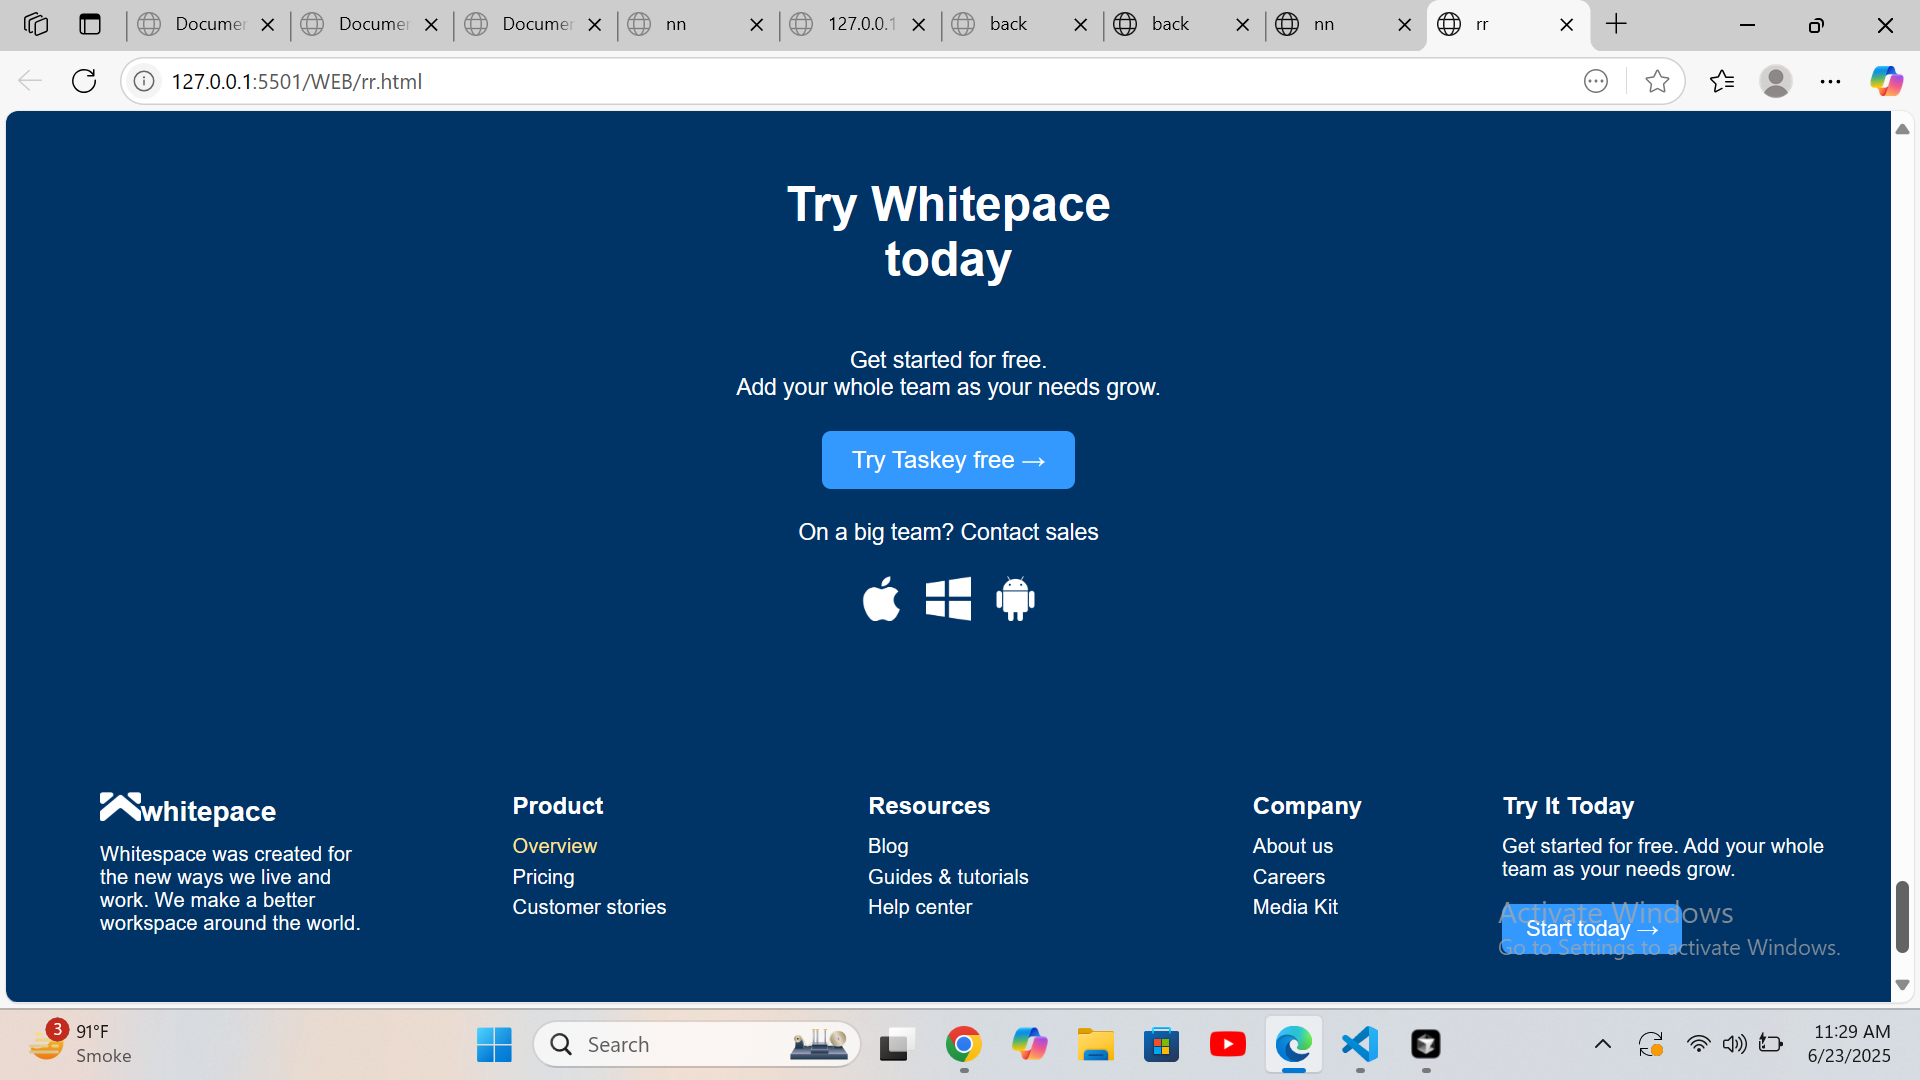 Documen
Documen
Documen
nn
127.0.0.1
back
back
nn
rr
127.0.0.1:5501/WEB/rr.html
Try Whitepace
today
Get started for free.
Add your whole team as your needs grow.
Try Taskey free →
On a big team? Contact sales
whitepace
Whitespace was created for
the new ways we live and
work. We make a better
workspace around the world.
Product
Overview
Pricing
Customer stories
Resources
Blog
Guides & tutorials
Help center
Company
About us
Careers
Media Kit
Try It Today
Get started for free. Add your whole
team as your needs grow.
Start today →
Activate Windows
Go to Settings to activate Windows.
3
91°F
Smoke
Search
11:29 AM
6/23/2025